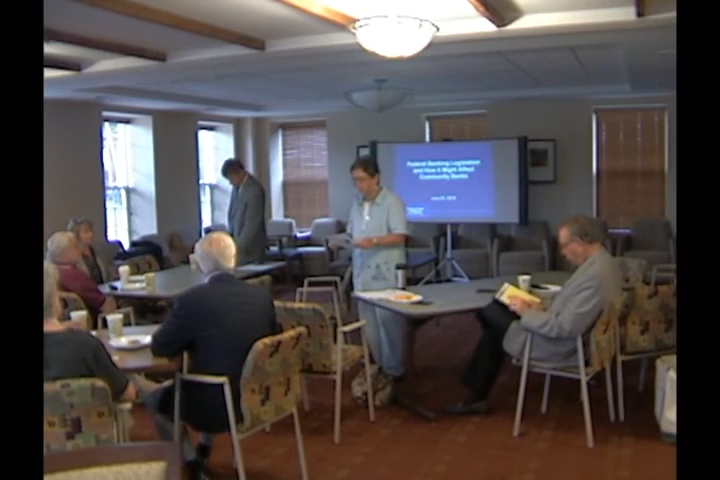 Federal Banking Legislation
and How it Might Affect
Community Banks